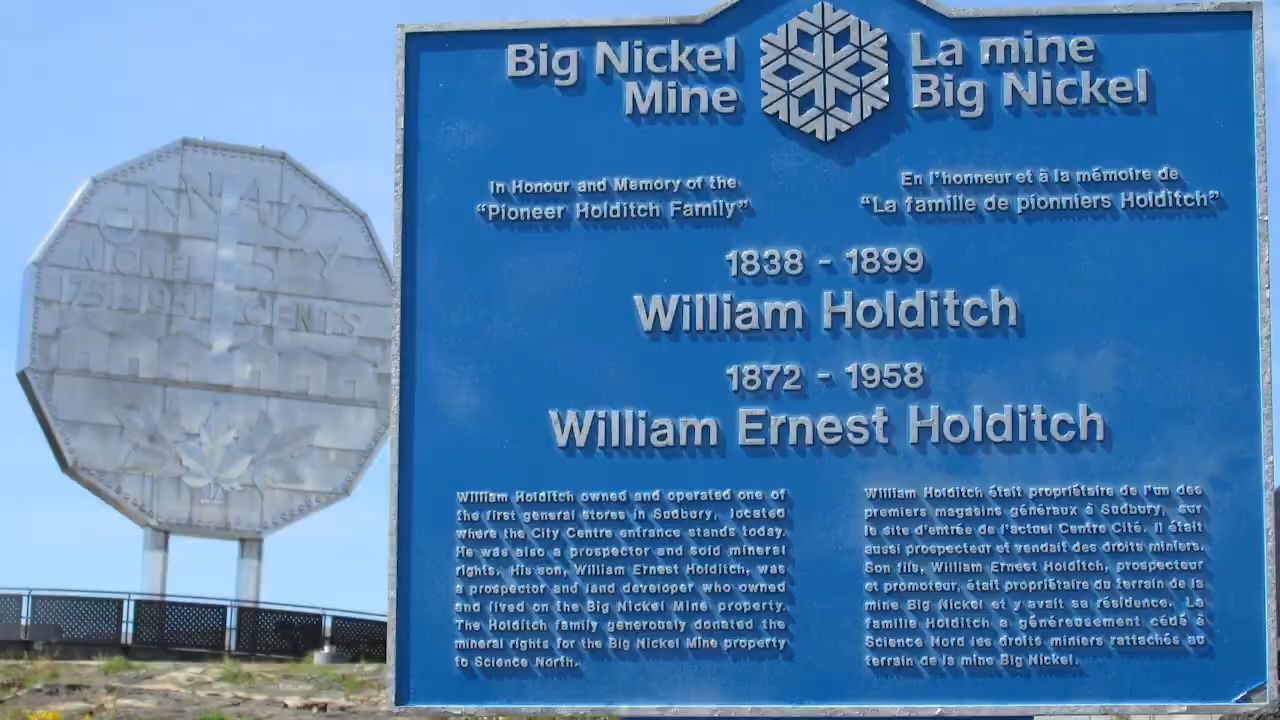 Big Nickel
Mine
La mine
Big Nickel
In Honour and Memory of the
"Pioneer Holditch Family"
En l'honneur et à la mémoire de
"La famille de pionniers Holditch"
1838 - 1899
William Holditch
1872 - 1958
William Ernest Holditch
William Holditch owned and operated one of
the first general stores in Sudbury, located
where the City Centre entrance stands today.
He was also a prospector and sold mineral
rights. His son, William Ernest Holditch, was
a prospector and land developer who owned
and lived on the Big Nickel Mine property.
The Holditch family generously donated the
mineral rights for the Big Nickel Mine property
to Science North.
William Holditch était propriétaire de l'un des
premiers magasins généraux à Sudbury, sur
le site d'entrée de l'actuel Centre Cité. Il était
aussi prospecteur et vendait des droits miniers.
Son fils, William Ernest Holditch, prospecteur
et promoteur, était propriétaire du terrain de la
mine Big Nickel et y avait sa résidence. La
famille Holditch a généreusement cédé à
Science Nord les droits miniers rattachés au
terrain de la mine Big Nickel.
5
CENTS